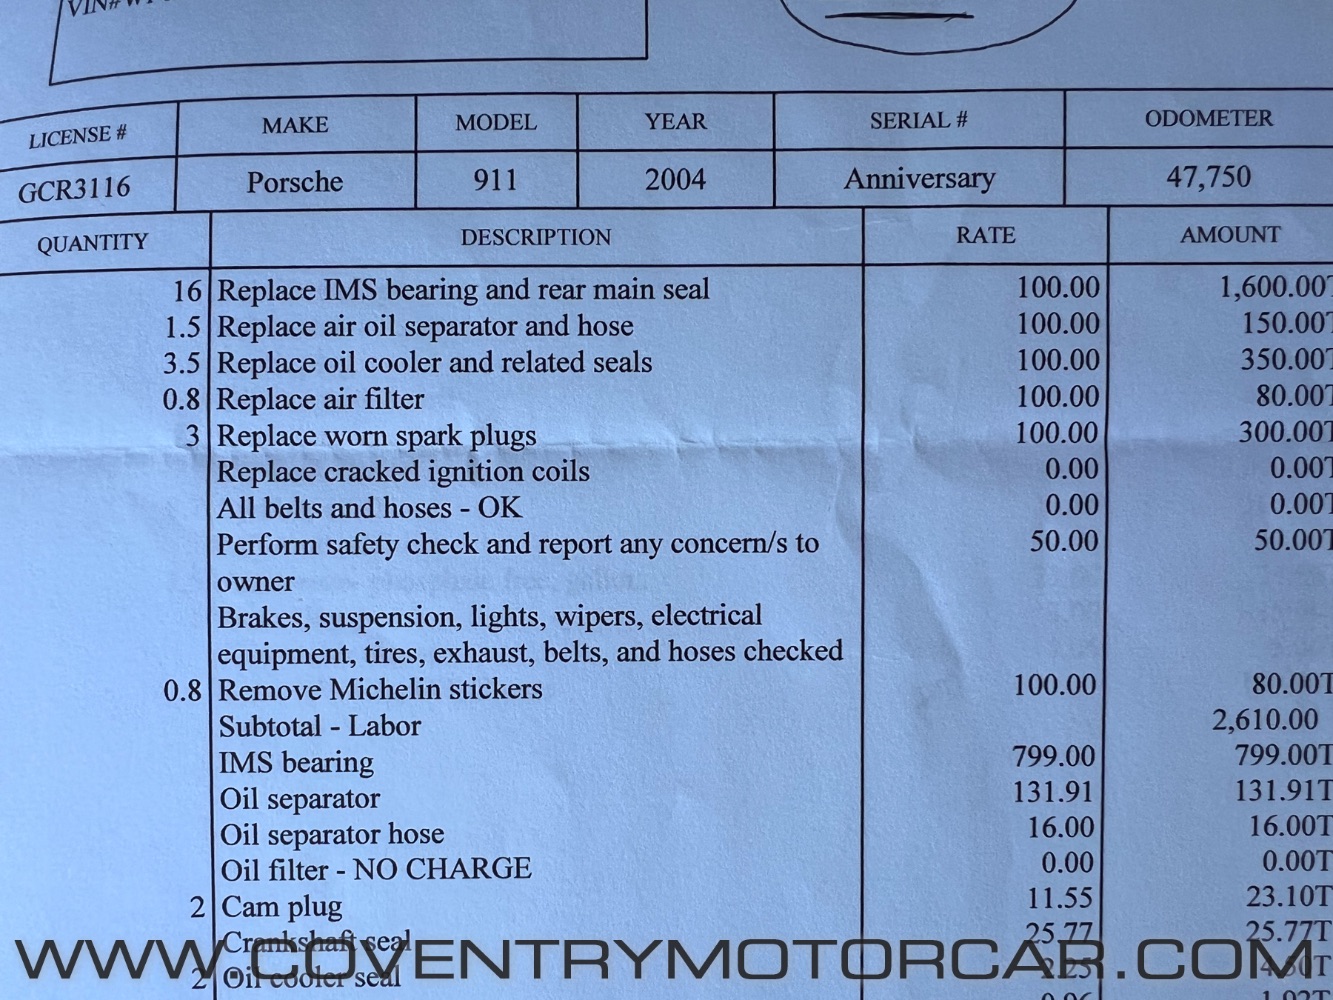 VIN#
LICENSE # MAKE MODEL YEAR SERIAL # ODOMETER
GCR3116 Porsche 911 2004 Anniversary 47,750
QUANTITY DESCRIPTION RATE AMOUNT
16 Replace IMS bearing and rear main seal 100.00 1,600.00T
1.5 Replace air oil separator and hose 100.00 150.00T
3.5 Replace oil cooler and related seals 100.00 350.00T
0.8 Replace air filter 100.00 80.00T
3 Replace worn spark plugs 100.00 300.00T
Replace cracked ignition coils 0.00 0.00T
All belts and hoses - OK 0.00 0.00T
Perform safety check and report any concern/s to 50.00 50.00T
owner
Brakes, suspension, lights, wipers, electrical
equipment, tires, exhaust, belts, and hoses checked
0.8 Remove Michelin stickers 100.00 80.00T
Subtotal - Labor 2,610.00
IMS bearing 799.00 799.00T
Oil separator 131.91 131.91T
Oil separator hose 16.00 16.00T
Oil filter - NO CHARGE 0.00 0.00T
2 Cam plug 11.55 23.10T
Crankshaft seal 25.77 25.77T
2 Oil cooler seal 2.25
WWW.COVENTRYMOTORCAR.COM